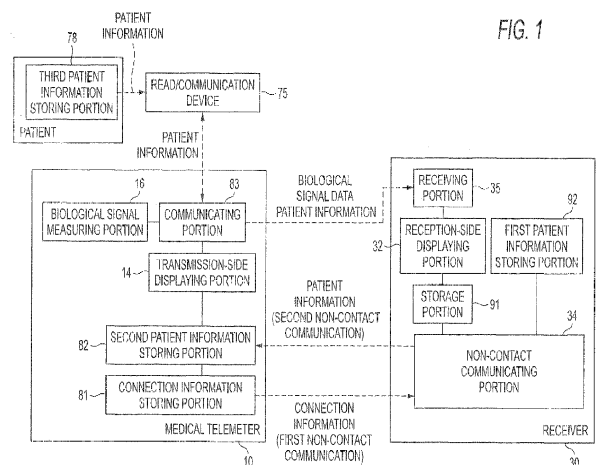 FIG. 1
PATIENT
INFORMATION
78
THIRD PATIENT
INFORMATION
STORING PORTION
PATIENT
READ/COMMUNICATION
DEVICE
75
PATIENT
INFORMATION
16
83
BIOLOGICAL SIGNAL
MEASURING PORTION
COMMUNICATING
PORTION
14
TRANSMISSION-SIDE
DISPLAYING PORTION
82
SECOND PATIENT INFORMATION
STORING PORTION
81
CONNECTION INFORMATION
STORING PORTION
MEDICAL TELEMETER
10
BIOLOGICAL
SIGNAL DATA
PATIENT INFORMATION
PATIENT
INFORMATION
(SECOND NON-CONTACT
COMMUNICATION)
CONNECTION
INFORMATION
(FIRST NON-CONTACT
COMMUNICATION)
RECEIVING
PORTION
35
92
32
RECEPTION-SIDE
DISPLAYING
PORTION
FIRST PATIENT
INFORMATION
STORING PORTION
STORAGE
PORTION
91
34
NON-CONTACT
COMMUNICATING
PORTION
RECEIVER
30